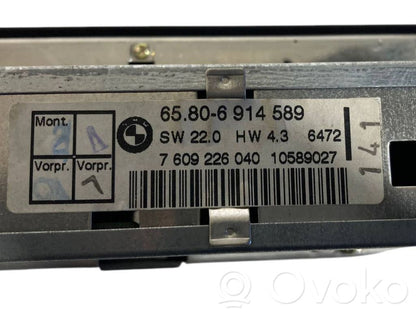 Mont.
Vorpr. Vorpr.
65.80-6 914 589
SW 22.0 HW 4.3 6472
7 609 226 040 10589027
141
BMW
Ovoko